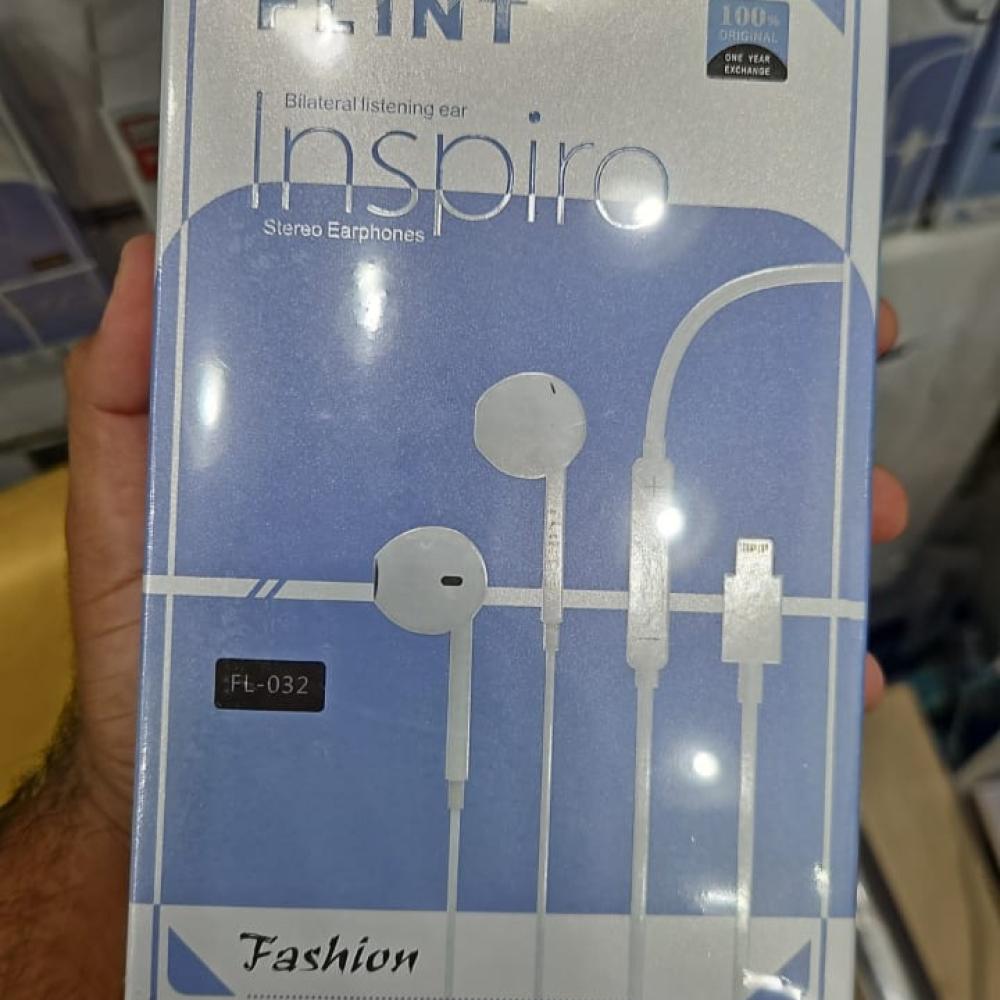 FLINT
100%
ORIGINAL
ONE YEAR
EXCHANGE
Bilateral listening ear
Inspiro
Stereo Earphones
FL-032
Fashion